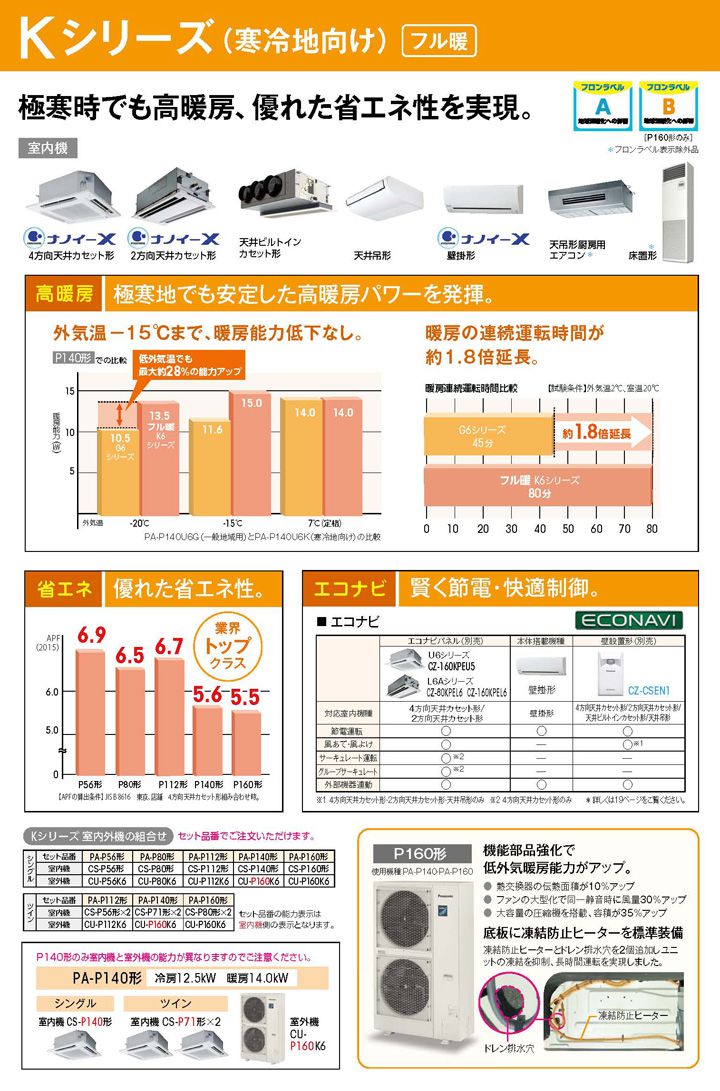 Kシリーズ（寒冷地向け） フル暖
極寒時でも高暖房、優れた省エネ性を実現。
フロンラベル
A
フロンラベル
B
[P160形のみ]
＊フロンラベル表示除外品
室内機
ナノイーX
4方向天井カセット形
ナノイーX
2方向天井カセット形
天井ビルトイン
カセット形
天井吊形
ナノイーX
壁掛形
天吊形厨房用
エアコン＊
＊
床置形
高暖房 極寒地でも安定した高暖房パワーを発揮。
外気温－15℃まで、暖房能力低下なし。
P140形での比較
低外気温でも
最大約28%の能力アップ
暖房能力(W)
15
10
5
10.5
G6
シリーズ
13.5
フル暖
K6
シリーズ
11.6
15.0
14.0
14.0
外気温 -20℃ -15℃ 7℃(定格)
PA-P140U6G(一般地域用)とPA-P140U6K(寒冷地向け)の比較
暖房の連続運転時間が
約1.8倍延長。
暖房連続運転時間比較 【試験条件】外気温2℃、室温20℃
G6シリーズ
45分
約1.8倍延長
フル暖 K6シリーズ
80分
0 10 20 30 40 50 60 70 80
省エネ 優れた省エネ性。
APF
(2015)
6.0
5.0
0
6.9
6.5
6.7
5.6
5.5
業界
トップ
クラス
P56形 P80形 P112形 P140形 P160形
【APFの算出条件】JIS B 8616 東京、店舗 4方向天井カセット形組み合わせ時。
エコナビ 賢く節電・快適制御。
■ エコナビ
ECONAVI
エコナビパネル(別売) 本体搭載機種 壁設置形(別売)
U6シリーズ
CZ-160KPEU5
L6Aシリーズ
CZ-80KPEL6 CZ-160KPEL6
壁掛形
CZ-CSEN1
対応室内機種 4方向天井カセット形/2方向天井カセット形 壁掛形 4方向天井カセット形/2方向天井カセット形/天井ビルトインカセット形/天井吊形
節電運転 ○ ○ ○
風あて・風よけ ○ ― ○※1
サーキュレート運転 ○※2 ― ―
グループサーキュレート ○※2 ― ―
外部機器連動 ○ ○ ○
※1 4方向天井カセット形・2方向天井カセット形・天井吊形のみ ※2 4方向天井カセット形のみ ＊詳しくは19ページをご覧ください。
Kシリーズ 室内外機の組合せ セット品番でご注文いただけます。
シングル
セット品番 PA-P56形 PA-P80形 PA-P112形 PA-P140形 PA-P160形
室内機 CS-P56形 CS-P80形 CS-P112形 CS-P140形 CS-P160形
室外機 CU-P56K6 CU-P80K6 CU-P112K6 CU-P160K6 CU-P160K6
ツイン
セット品番 PA-P112形 PA-P140形 PA-P160形
室内機 CS-P56形×2 CS-P71形×2 CS-P80形×2
室外機 CU-P112K6 CU-P160K6 CU-P160K6
セット品番の能力表示は
室内機側の表示となります。
P140形のみ室内機と室外機の能力が異なりますのでご注意ください。
PA-P140形 冷房12.5kW 暖房14.0kW
シングル
室内機 CS-P140形
ツイン
室内機 CS-P71形×2
室外機
CU-
P160K6
P160形
使用機種 PA-P140・PA-P160
Panasonic
機能部品強化で
低外気暖房能力がアップ。
● 熱交換器の伝熱面積が10%アップ
● ファンの大型化で同一静音時に風量30%アップ
● 大容量の圧縮機を搭載、容積が35%アップ
底板に凍結防止ヒーターを標準装備
凍結防止ヒーターとドレン排水穴を2個追加しユニ
ットの凍結を抑制、長時間運転を実現しました。
凍結防止ヒーター
ドレン排水穴